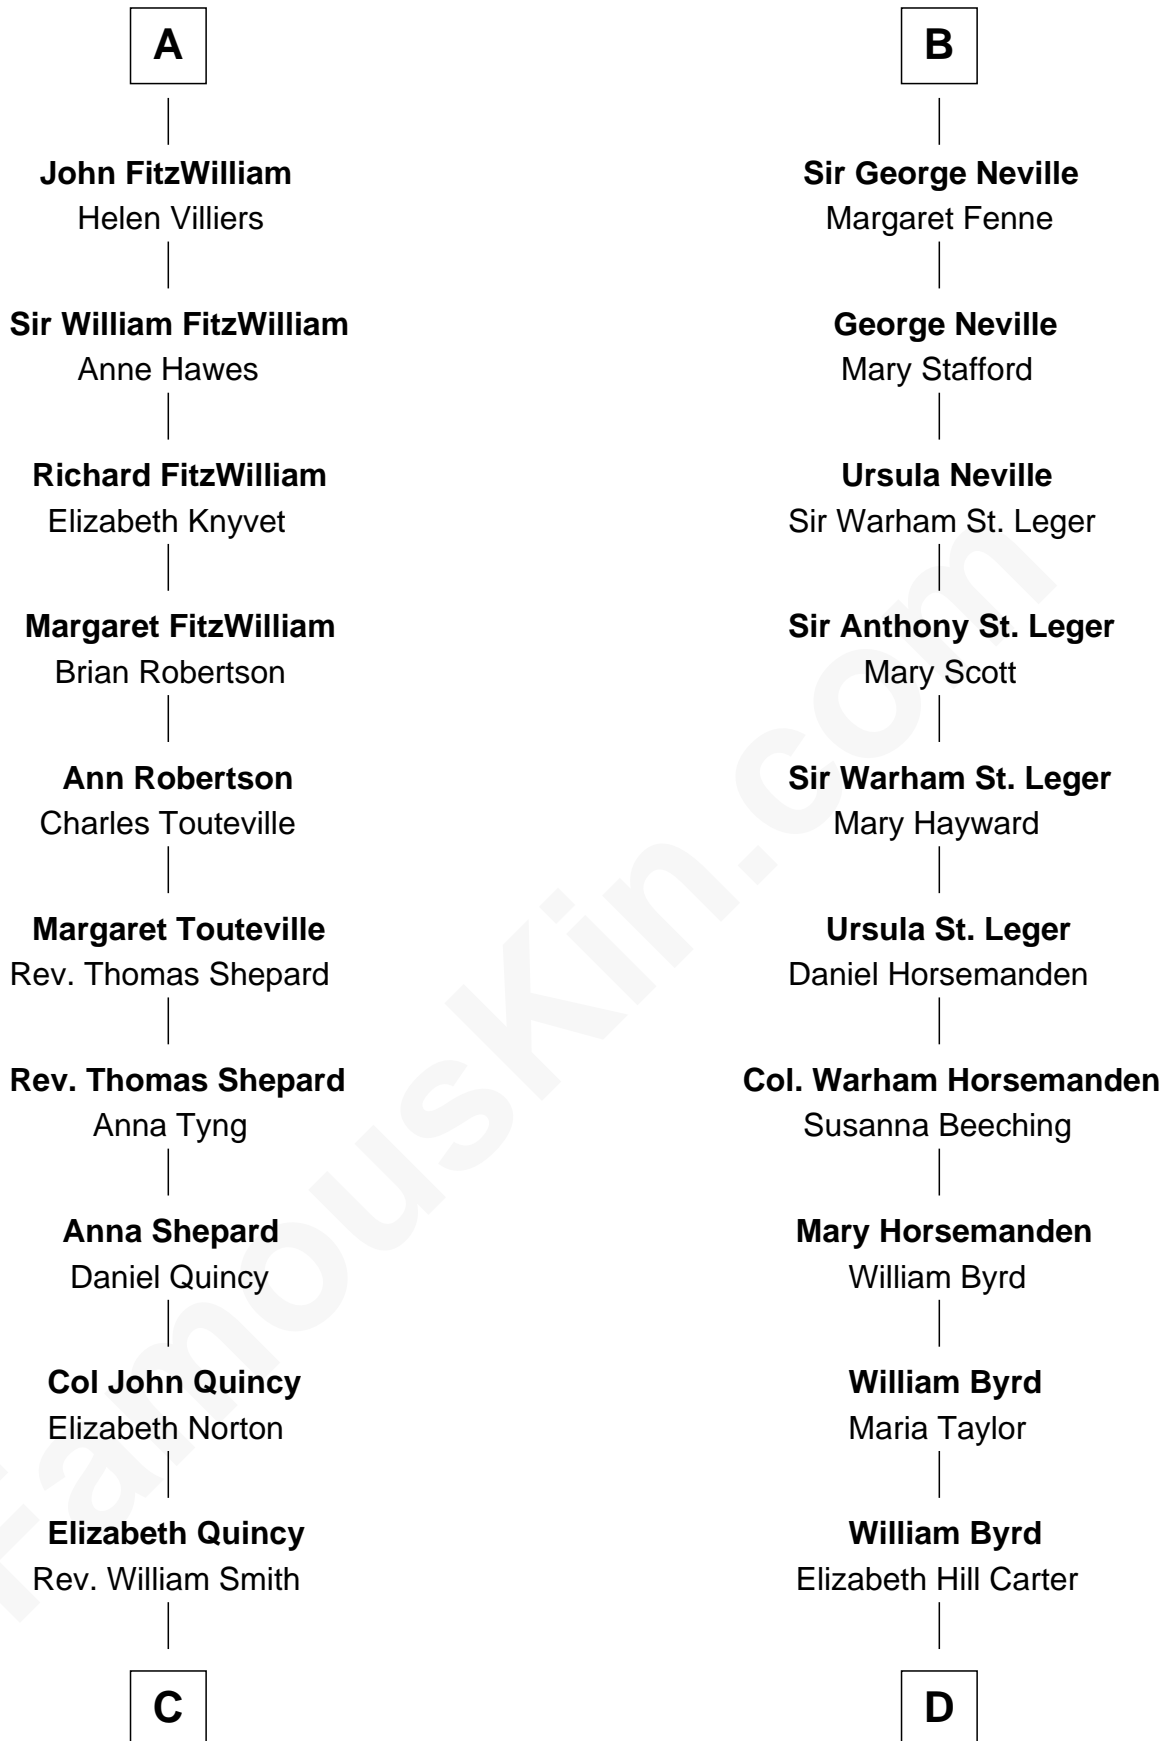 A
John FitzWilliam
Helen Villiers
Sir William FitzWilliam
Anne Hawes
Richard FitzWilliam
Elizabeth Knyvet
Margaret FitzWilliam
Brian Robertson
Ann Robertson
Charles Touteville
Margaret Touteville
Rev. Thomas Shepard
Rev. Thomas Shepard
Anna Tyng
Anna Shepard
Daniel Quincy
Col John Quincy
Elizabeth Norton
Elizabeth Quincy
Rev. William Smith
C
B
Sir George Neville
Margaret Fenne
George Neville
Mary Stafford
Ursula Neville
Sir Warham St. Leger
Sir Anthony St. Leger
Mary Scott
Sir Warham St. Leger
Mary Hayward
Ursula St. Leger
Daniel Horsemanden
Col. Warham Horsemanden
Susanna Beeching
Mary Horsemanden
William Byrd
William Byrd
Maria Taylor
William Byrd
Elizabeth Hill Carter
D
FamousKin.com